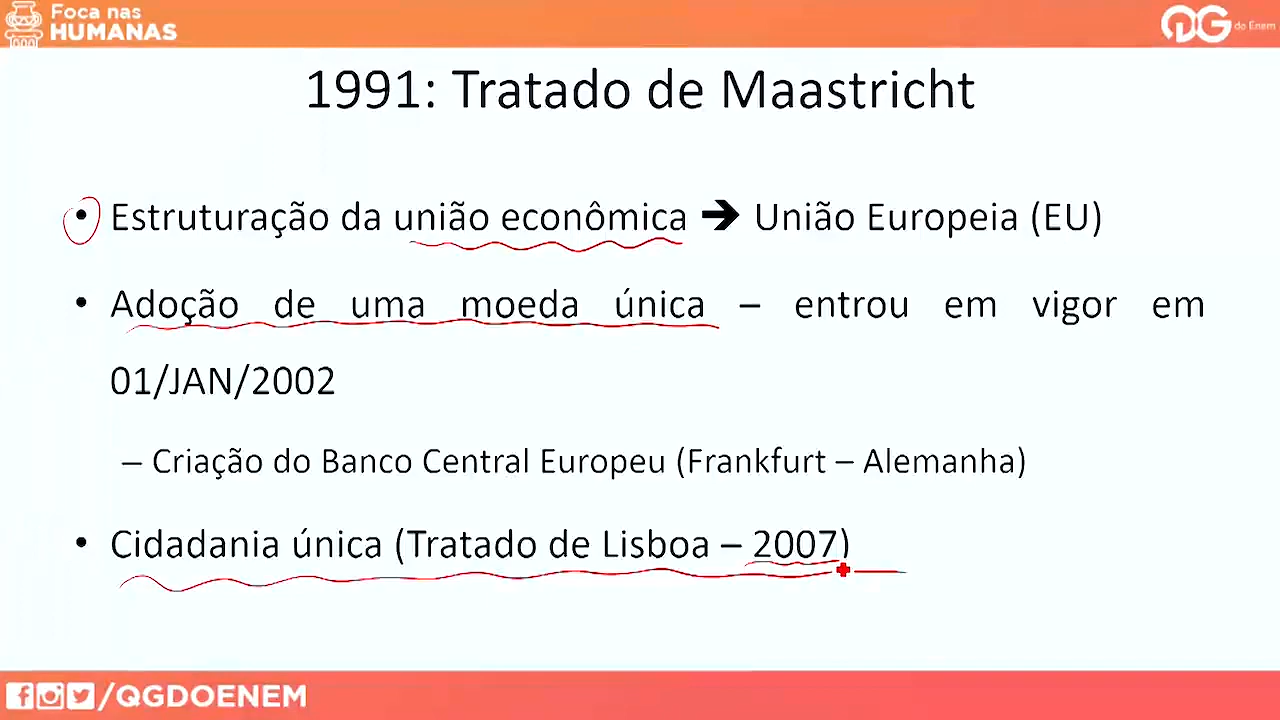 Foca nas
HUMANAS
QG do Enem
1991: Tratado de Maastricht
• Estruturação da união econômica 🡪 União Europeia (EU)
• Adoção de uma moeda única – entrou em vigor em
01/JAN/2002
– Criação do Banco Central Europeu (Frankfurt – Alemanha)
• Cidadania única (Tratado de Lisboa – 2007)
/QGDOENEM